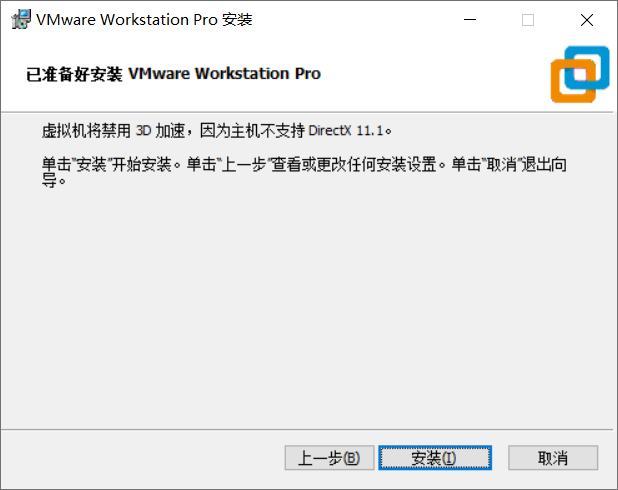 VMware Workstation Pro 安装
已准备好安装 VMware Workstation Pro
虚拟机将禁用 3D 加速，因为主机不支持 DirectX 11.1。
单击“安装”开始安装。单击“上一步”查看或更改任何安装设置。单击“取消”退出向
导。
上一步(B)
安装(I)
取消